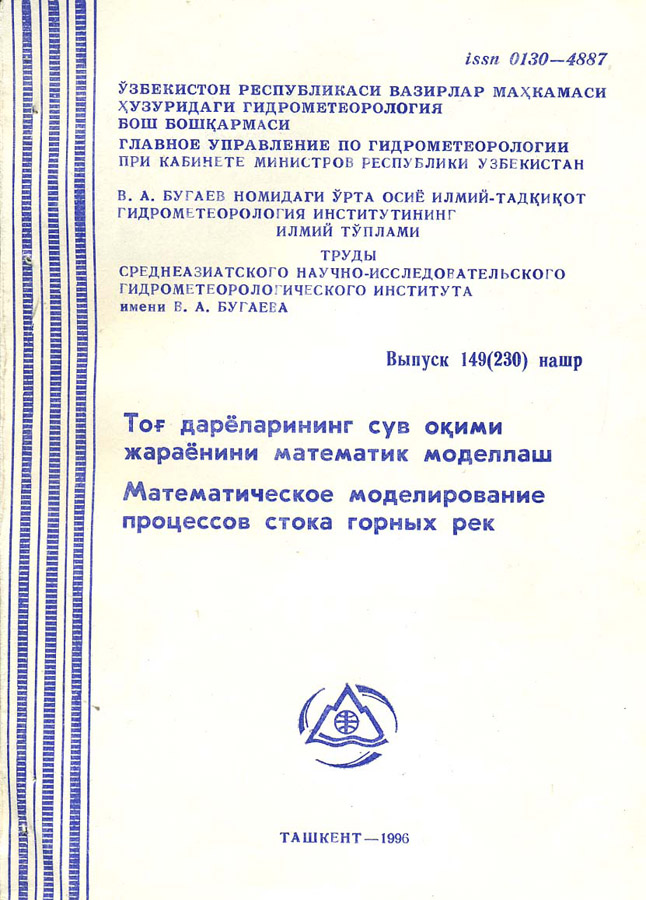 issn 0130—4887
ЎЗБЕКИСТОН РЕСПУБЛИКАСИ ВАЗИРЛАР МАҲКАМАСИ
ҲУЗУРИДАГИ ГИДРОМЕТЕОРОЛОГИЯ
БОШ БОШҚАРМАСИ
ГЛАВНОЕ УПРАВЛЕНИЕ ПО ГИДРОМЕТЕОРОЛОГИИ
ПРИ КАБИНЕТЕ МИНИСТРОВ РЕСПУБЛИКИ УЗБЕКИСТАН
В. А. БУГАЕВ НОМИДАГИ ЎРТА ОСИЁ ИЛМИЙ-ТАДҚИҚОТ
ГИДРОМЕТЕОРОЛОГИЯ ИНСТИТУТИНИНГ
ИЛМИЙ ТЎПЛАМИ
ТРУДЫ
СРЕДНЕАЗИАТСКОГО НАУЧНО-ИССЛЕДОВАТЕЛЬСКОГО
ГИДРОМЕТЕОРОЛОГИЧЕСКОГО ИНСТИТУТА
имени В. А. БУГАЕВА
Выпуск 149(230) нашр
Тоғ дарёларининг сув оқими
жараёнини математик моделлаш
Математическое моделирование
процессов стока горных рек
ТАШКЕНТ—1996